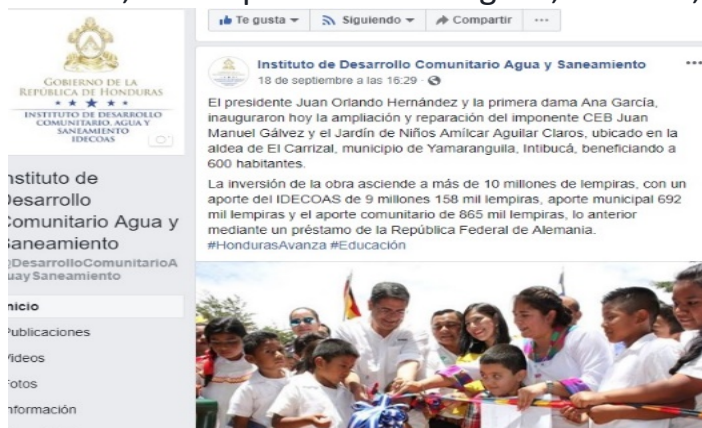 Te gusta Siguiendo Compartir ...
GOBIERNO DE LA
REPÚBLICA DE HONDURAS
INSTITUTO DE DESARROLLO
COMUNITARIO, AGUA Y
SANEAMIENTO
IDECOAS
nstituto de
Desarrollo
Comunitario Agua y
Saneamiento
@DesarrolloComunitarioA
guaySaneamiento
nicio
Publicaciones
Videos
Fotos
nformación
Instituto de Desarrollo Comunitario Agua y Saneamiento ...
18 de septiembre a las 16:29 ·
El presidente Juan Orlando Hernández y la primera dama Ana García,
inauguraron hoy la ampliación y reparación del imponente CEB Juan
Manuel Gálvez y el Jardín de Niños Amílcar Aguilar Claros, ubicado en la
aldea de El Carrizal, municipio de Yamaranguila, Intibucá, beneficiando a
600 habitantes.
La inversión de la obra asciende a más de 10 millones de lempiras, con un
aporte del IDECOAS de 9 millones 158 mil lempiras, aporte municipal 692
mil lempiras y el aporte comunitario de 865 mil lempiras, lo anterior
mediante un préstamo de la República Federal de Alemania.
#HondurasAvanza #Educación